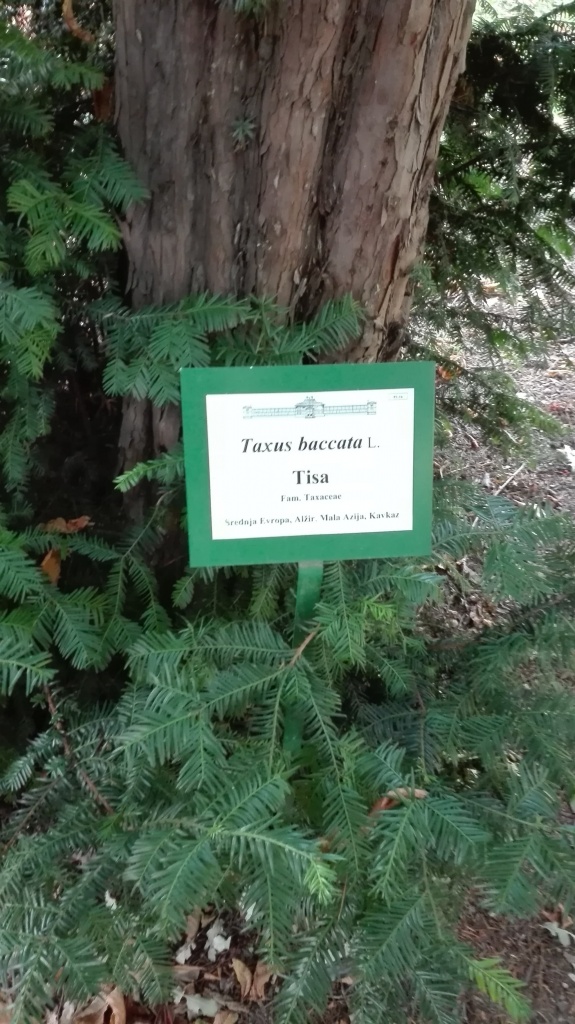 Taxus baccata L.
Tisa
Fam. Taxaceae
Srednja Evropa, Alžir, Mala Azija, Kavkaz